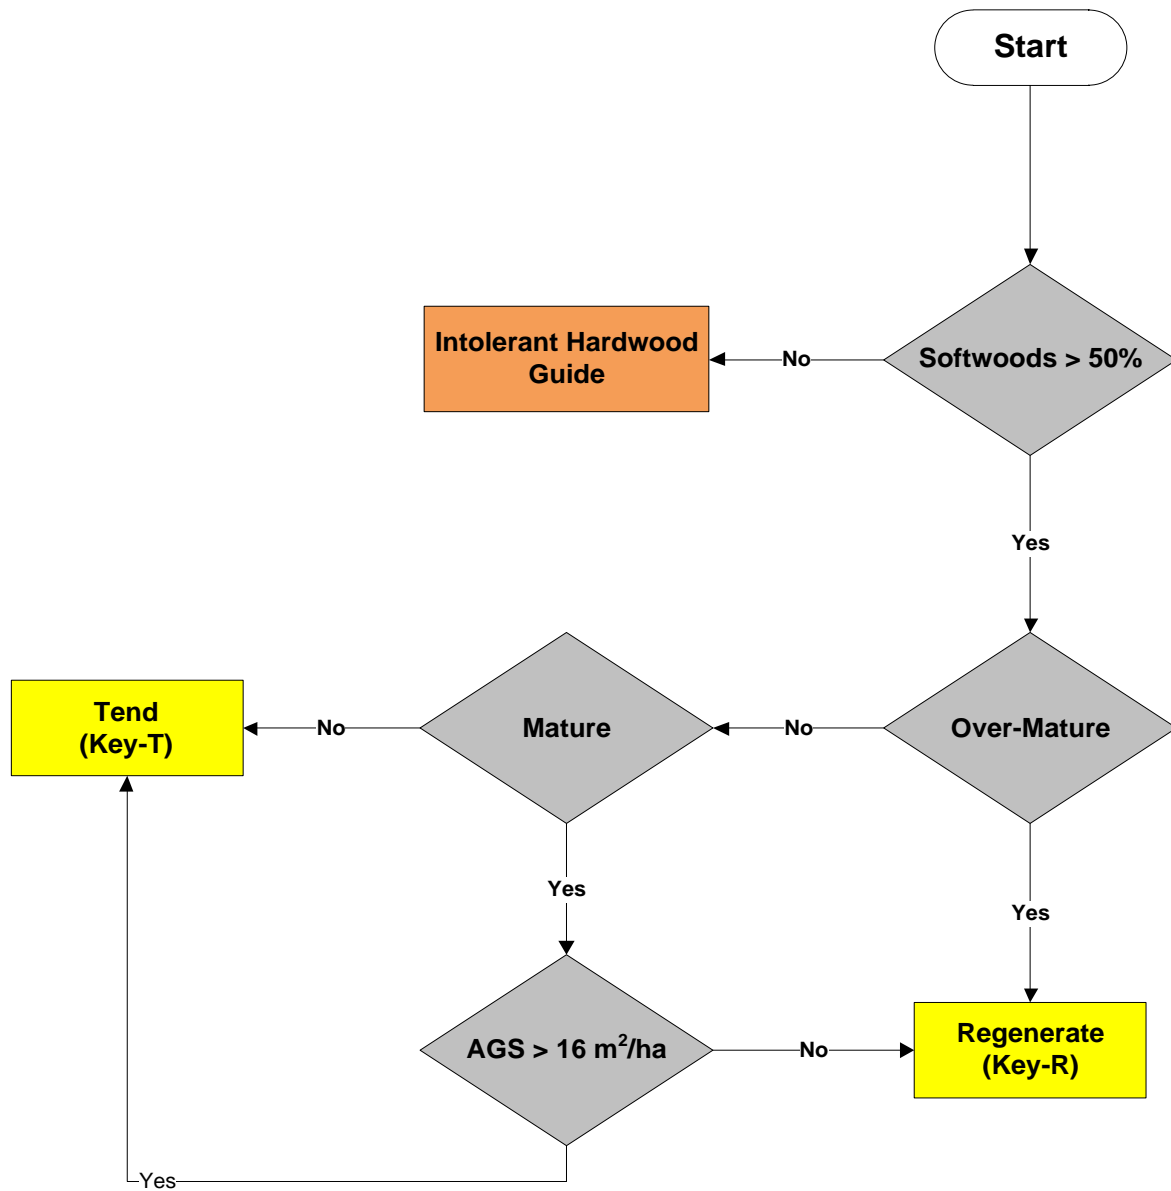 Start
Softwoods > 50%
No
Intolerant Hardwood
Guide
Yes
Over-Mature
No
Mature
No
Tend
(Key-T)
Yes
Yes
AGS > 16 m²/ha
No
Regenerate
(Key-R)
Yes